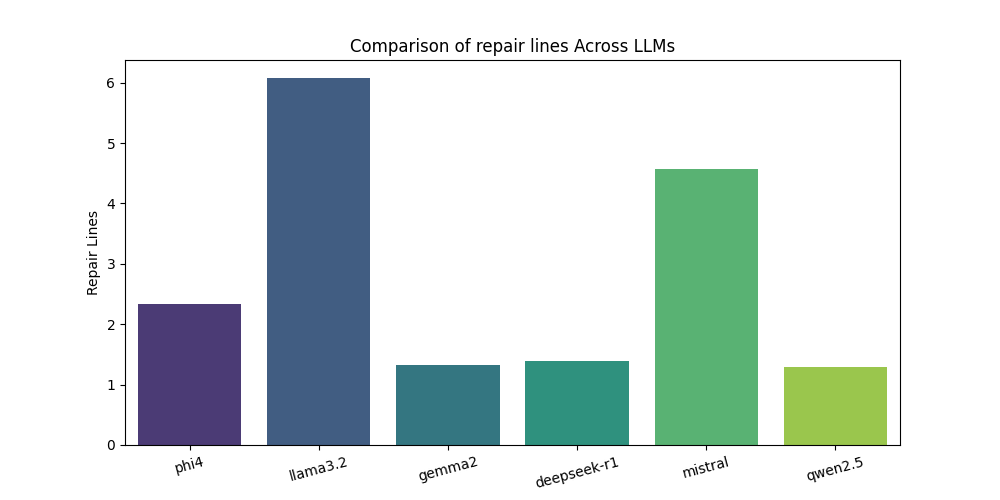 Comparison of repair lines Across LLMs
Repair Lines
6
5
4
3
2
1
0
phi4
llama3.2
gemma2
deepseek-r1
mistral
qwen2.5